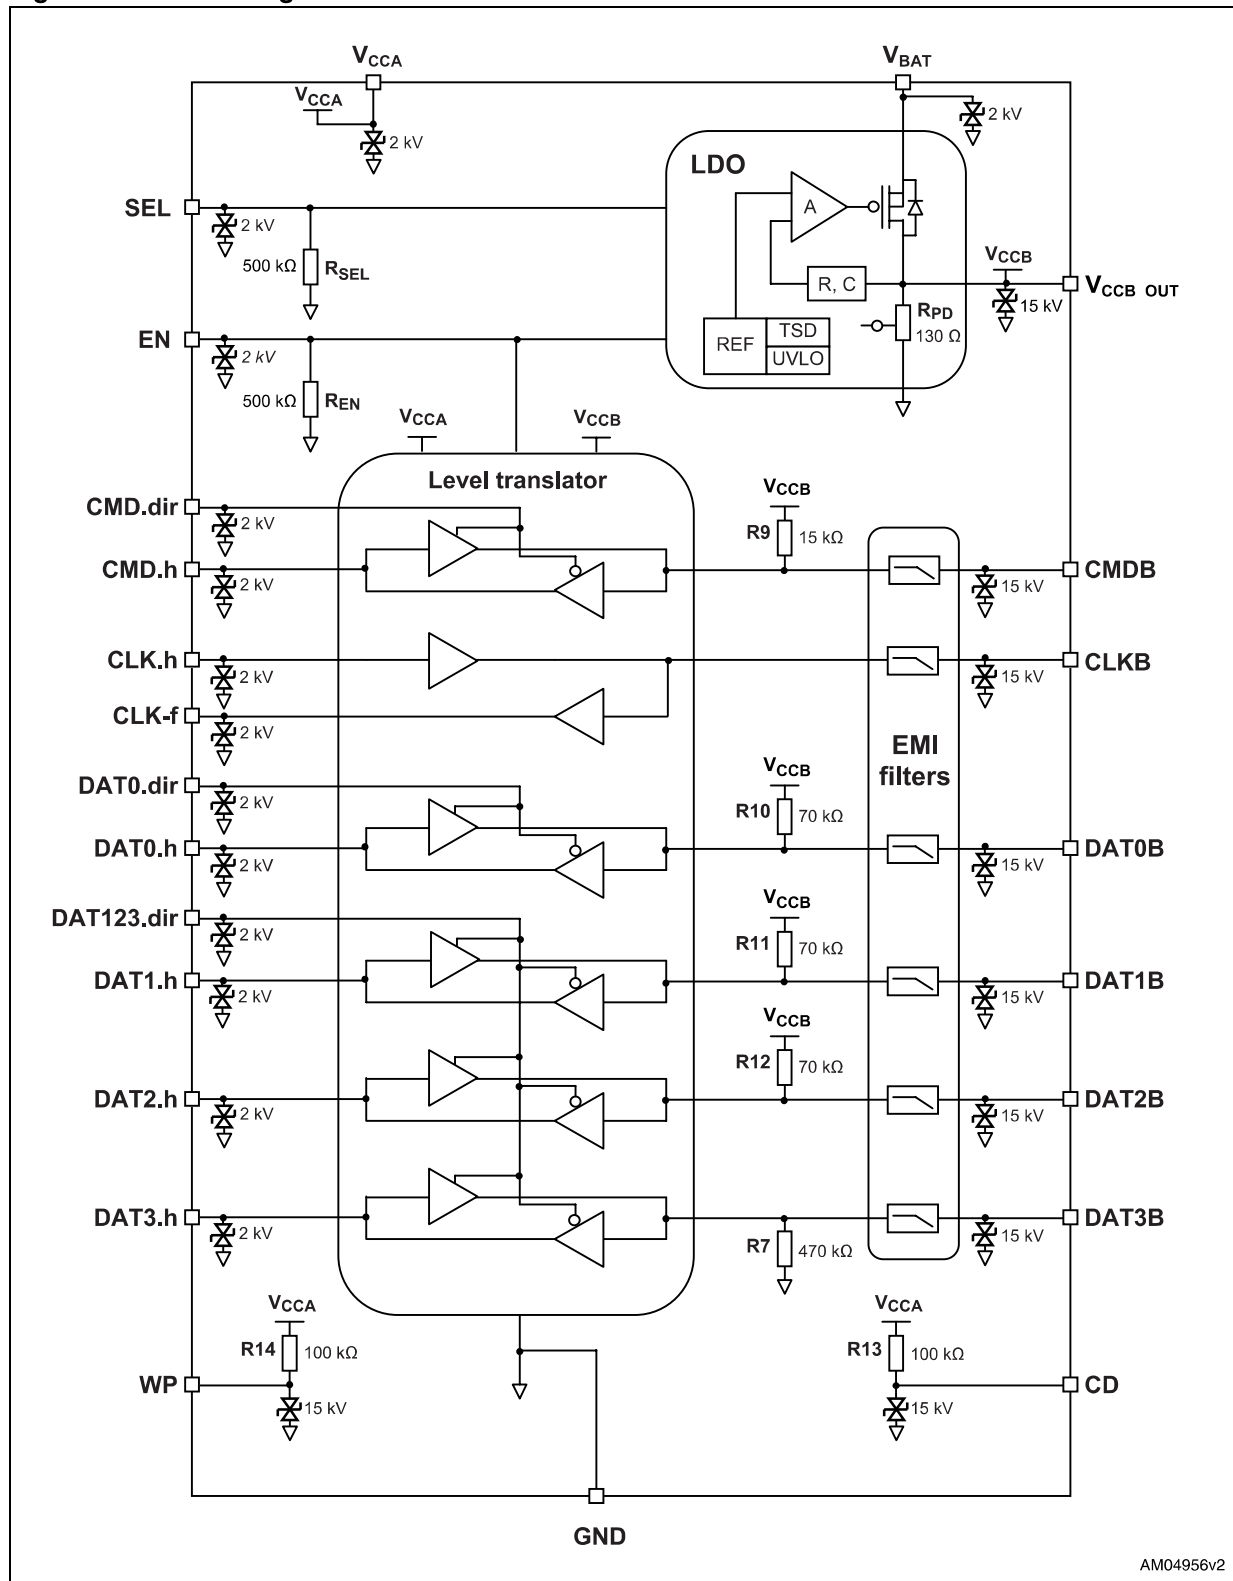 VCCA
VBAT
VCCA
2 kV
2 kV
LDO
SEL
2 kV
A
500 kΩ
RSEL
R, C
VCCB
VCCB OUT
15 kV
RPD
130 Ω
EN
2 kV
REF
TSD
UVLO
500 kΩ
REN
VCCA
VCCB
Level translator
CMD.dir
2 kV
VCCB
R9
15 kΩ
CMD.h
2 kV
15 kV
CMDB
CLK.h
2 kV
15 kV
CLKB
CLK-f
2 kV
EMI
filters
DAT0.dir
2 kV
VCCB
R10
70 kΩ
DAT0.h
2 kV
15 kV
DAT0B
DAT123.dir
2 kV
VCCB
R11
70 kΩ
DAT1.h
2 kV
15 kV
DAT1B
VCCB
R12
70 kΩ
DAT2.h
2 kV
15 kV
DAT2B
DAT3.h
2 kV
R7
470 kΩ
15 kV
DAT3B
VCCA
R14
100 kΩ
VCCA
R13
100 kΩ
WP
15 kV
15 kV
CD
GND
AM04956v2